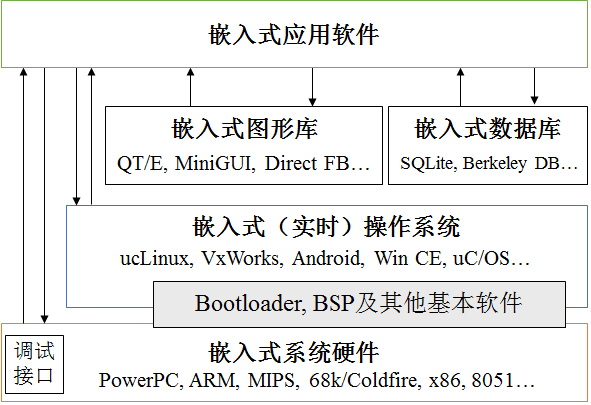 嵌入式应用软件
嵌入式图形库
QT/E, MiniGUI, Direct FB…
嵌入式数据库
SQLite, Berkeley DB…
嵌入式（实时）操作系统
ucLinux, VxWorks, Android, Win CE, uC/OS…
Bootloader, BSP及其他基本软件
调试
接口
嵌入式系统硬件
PowerPC, ARM, MIPS, 68k/Coldfire, x86, 8051…